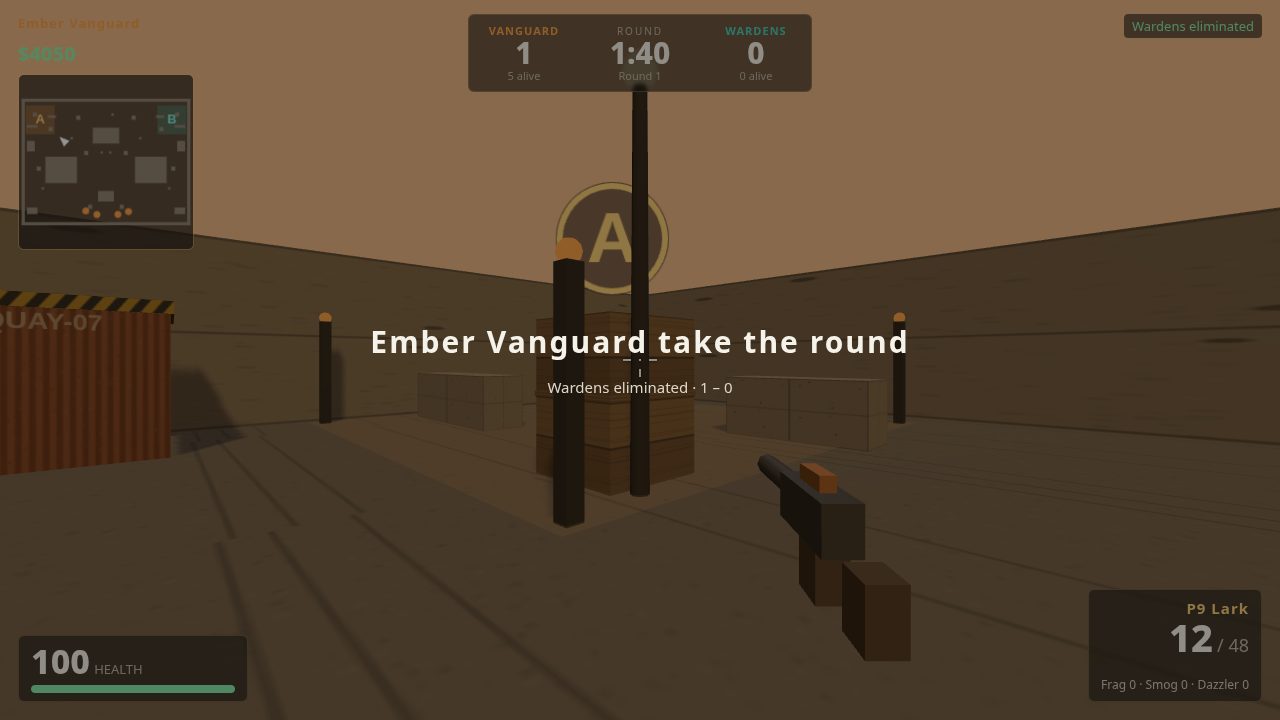 Ember Vanguard
$4050
A
B
VANGUARD
1
5 alive
ROUND
1:40
Round 1
WARDENS
0
0 alive
Wardens eliminated
A
QUAY-07
Ember Vanguard take the round
Wardens eliminated · 1 – 0
100 HEALTH
P9 Lark
12 / 48
Frag 0 · Smog 0 · Dazzler 0